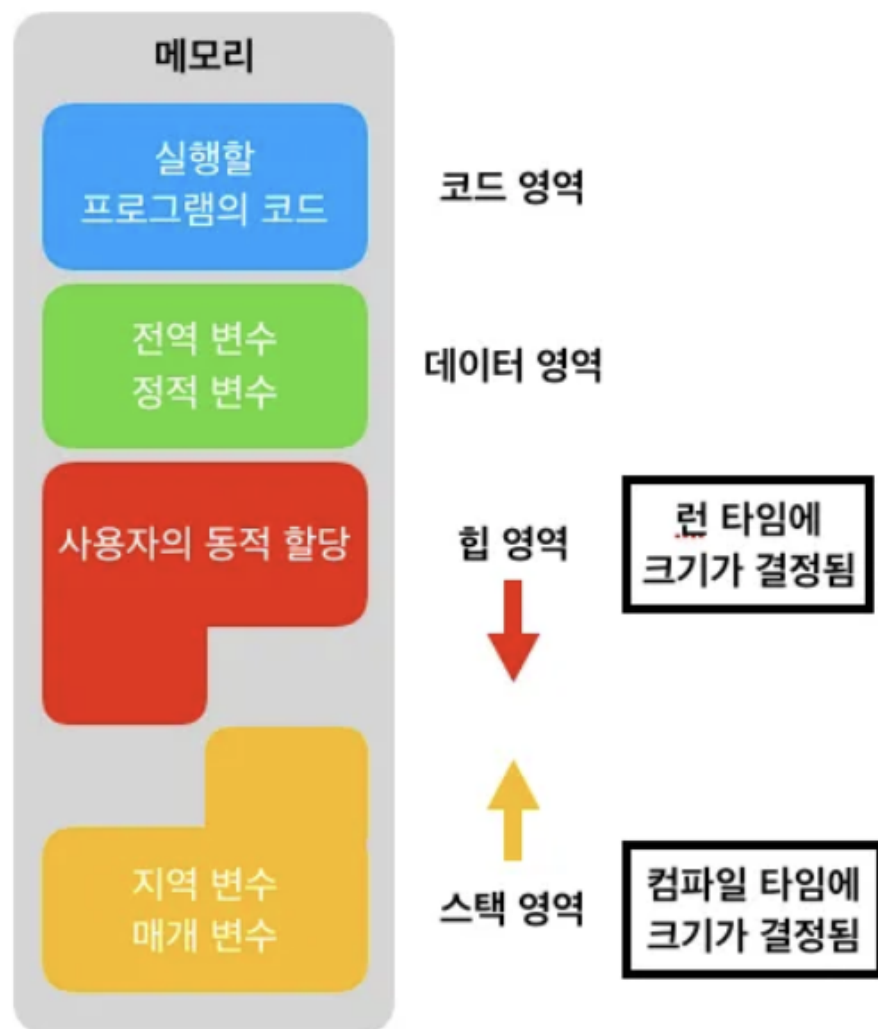 메모리
실행할
프로그램의 코드
코드 영역
전역 변수
정적 변수
데이터 영역
사용자의 동적 할당
힙 영역
런 타임에
크기가 결정됨
지역 변수
매개 변수
스택 영역
컴파일 타임에
크기가 결정됨